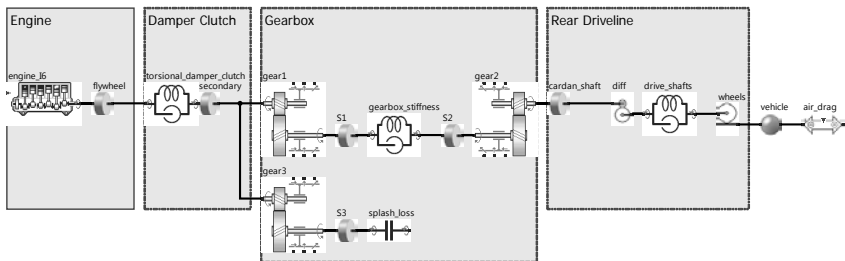 Engine
Damper Clutch
Gearbox
Rear Driveline
engine_I6
flywheel
torsional_damper_clutch
secondary
gear1
S1
gearbox_stiffness
S2
gear2
cardan_shaft
diff
drive_shafts
wheels
vehicle
air_drag
gear3
S3
splash_loss